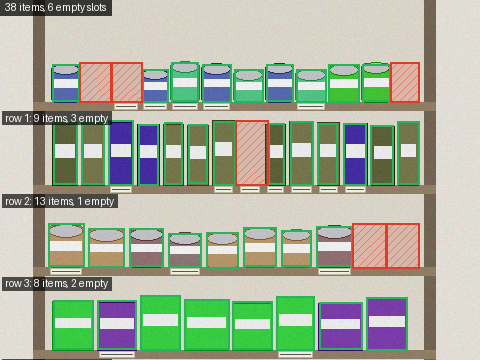 38 items, 6 empty slots
row 1: 9 items, 3 empty
row 2: 13 items, 1 empty
row 3: 8 items, 2 empty